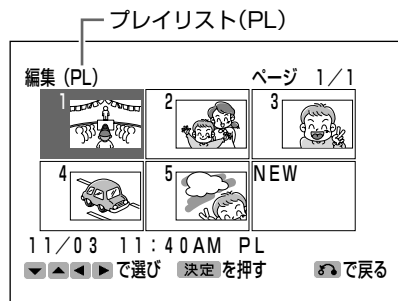 プレイリスト(PL)
編集 (PL) ページ 1/1
1 2 3
4 5 NEW
11/03 11:40AM PL
で選び 決定 を押す で戻る